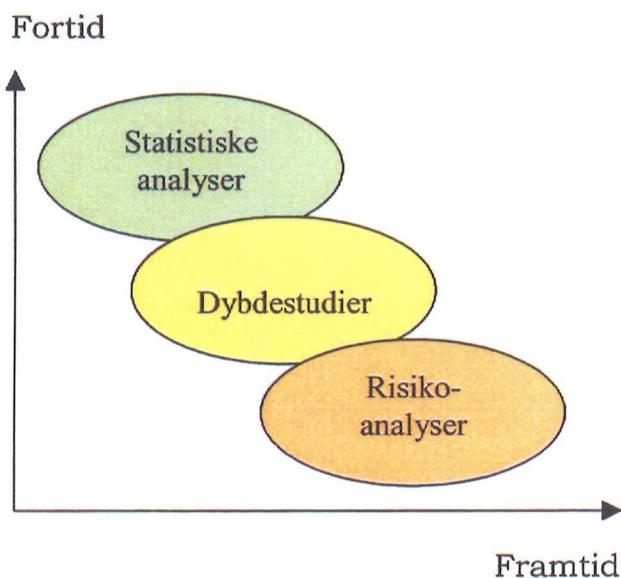 Fortid
Statistiske
analyser
Dybdestudier
Risiko-
analyser
Framtid